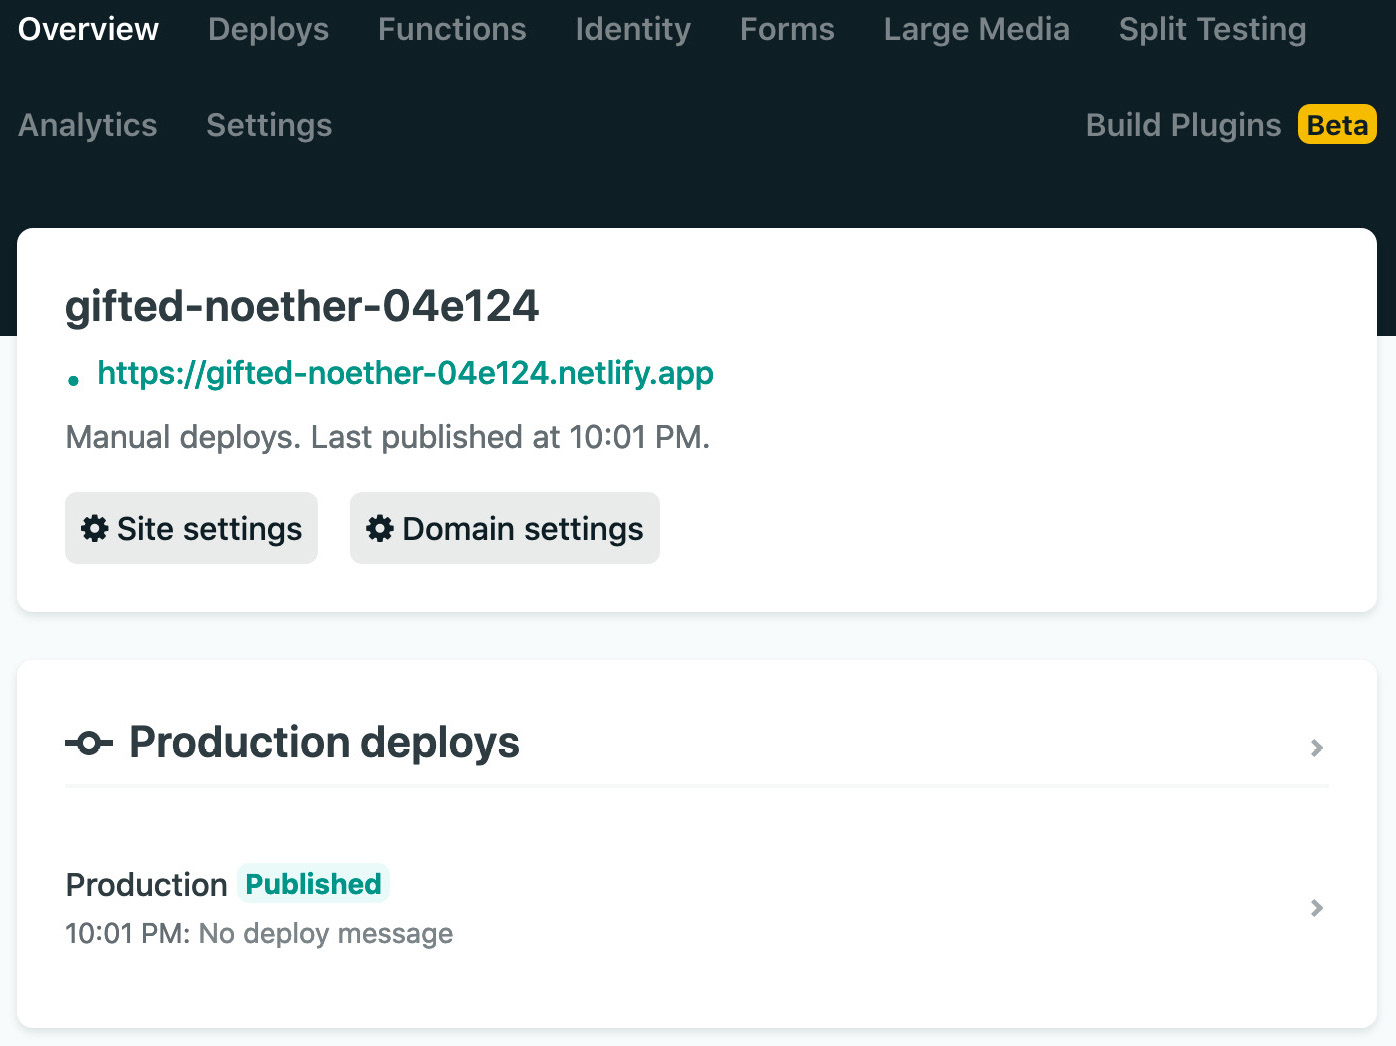 Overview Deploys Functions Identity Forms Large Media Split Testing
Analytics Settings Build Plugins Beta
gifted-noether-04e124
https://gifted-noether-04e124.netlify.app
Manual deploys. Last published at 10:01 PM.
Site settings Domain settings
Production deploys
Production Published
10:01 PM: No deploy message